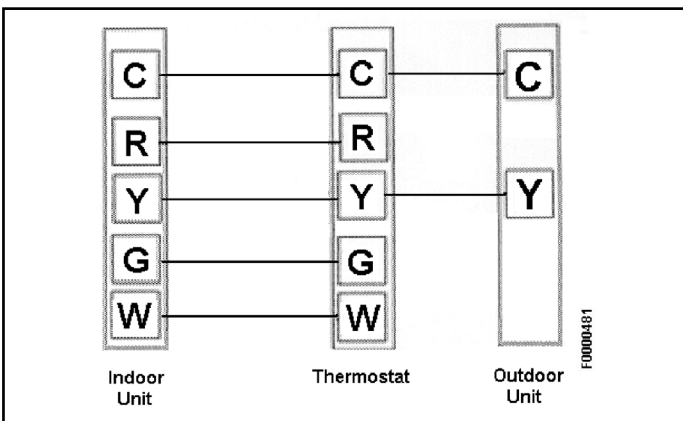 C C C
R R
Y Y Y
G G
W W
Indoor Unit
Thermostat
Outdoor Unit
F0000481